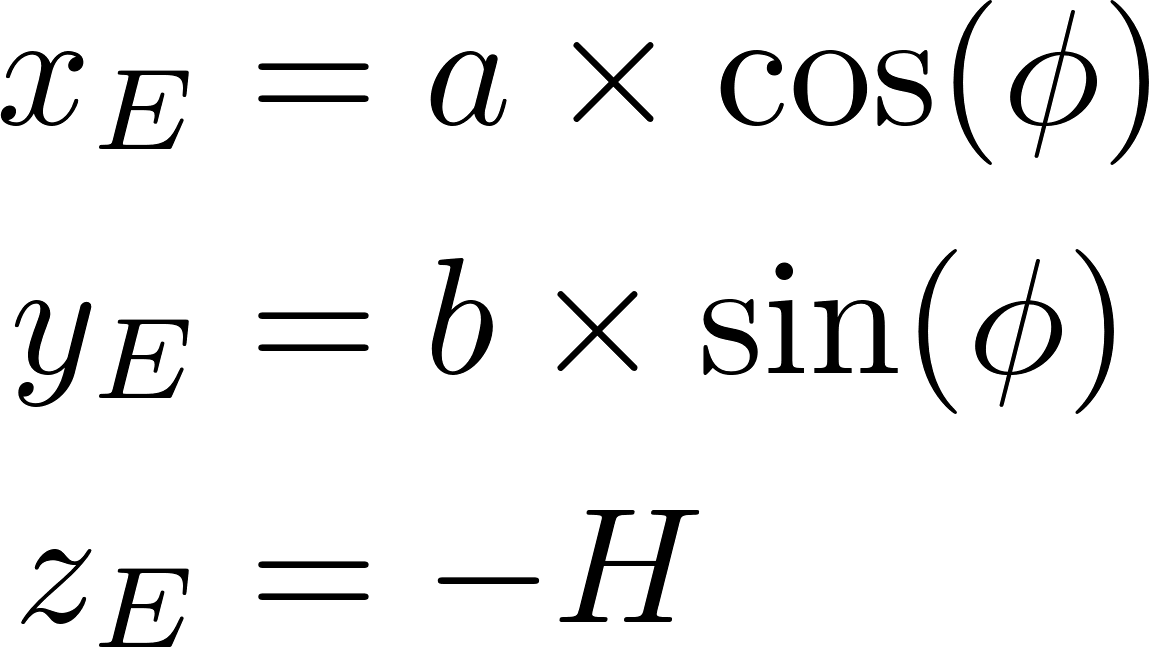 x_E = a × cos(ϕ)
y_E = b × sin(ϕ)
z_E = −H